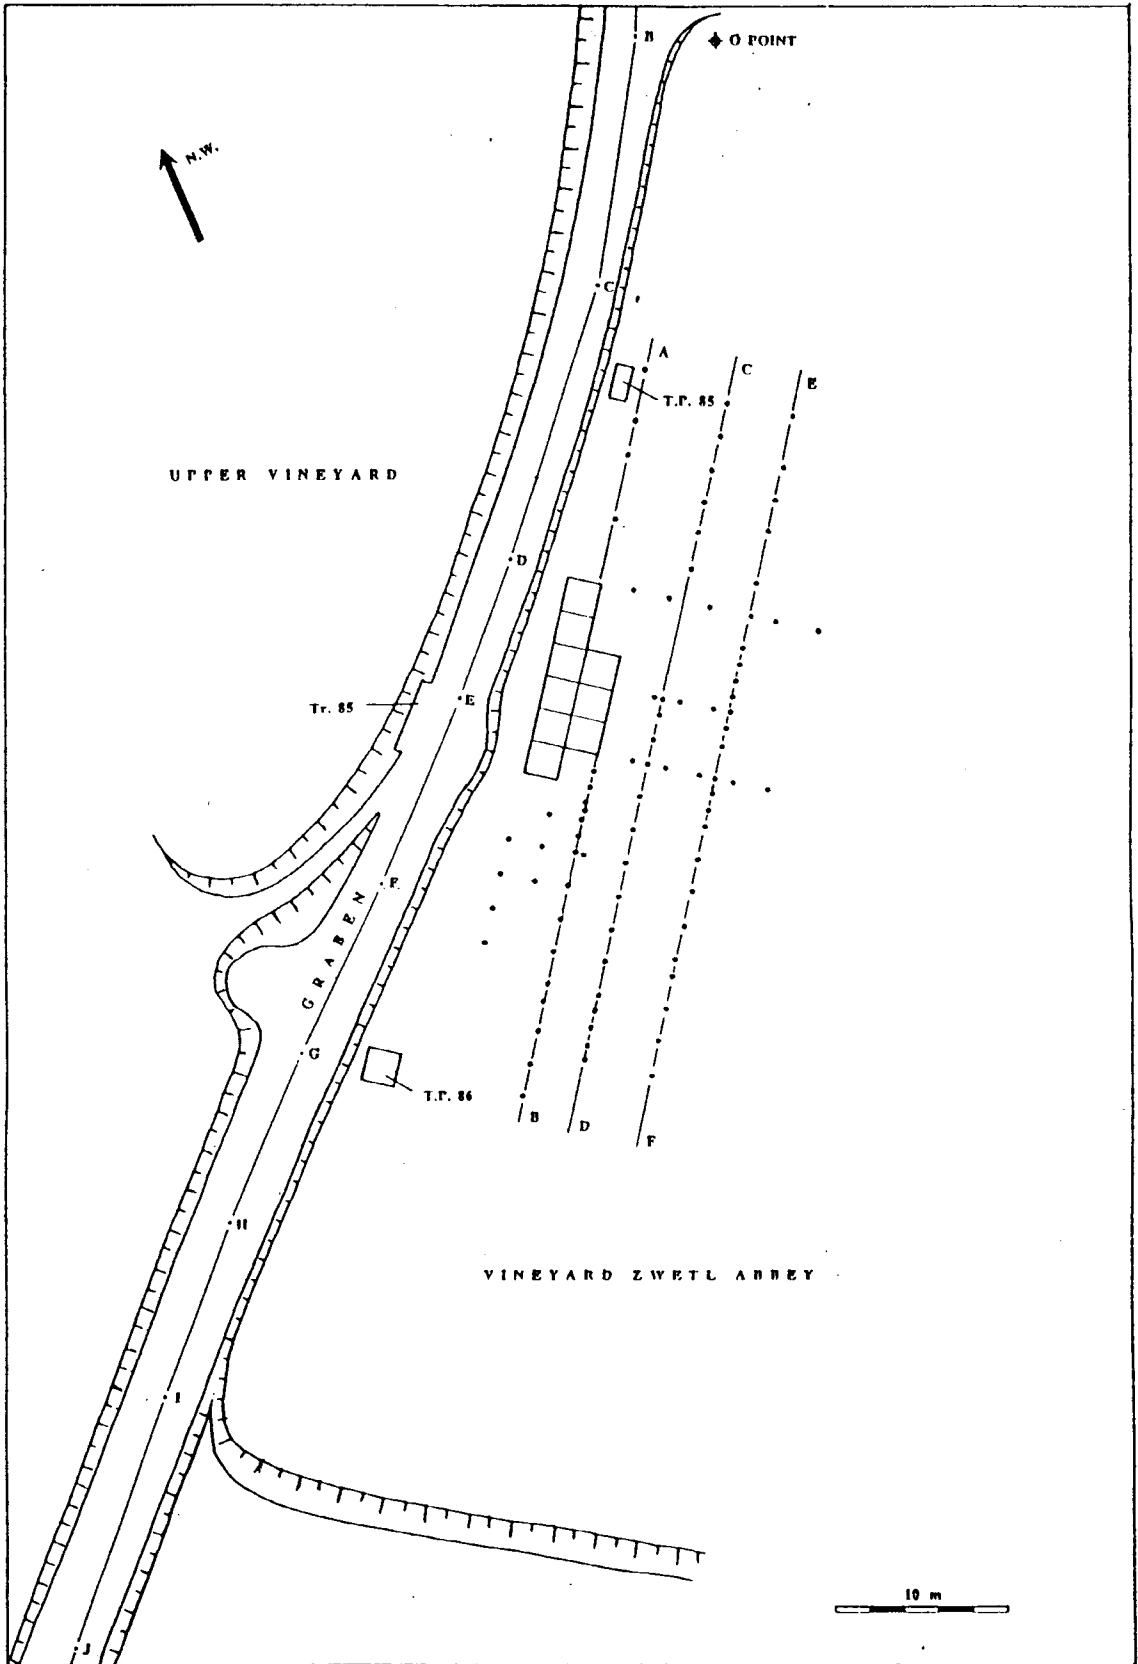 B
O POINT
N.W.
C
A
C
E
T.P. 85
UPPER VINEYARD
D
E
Tr. 85
F
GRABEN
G
T.P. 86
B
D
F
H
VINEYARD ZWETL ABBEY
I
10 m
J